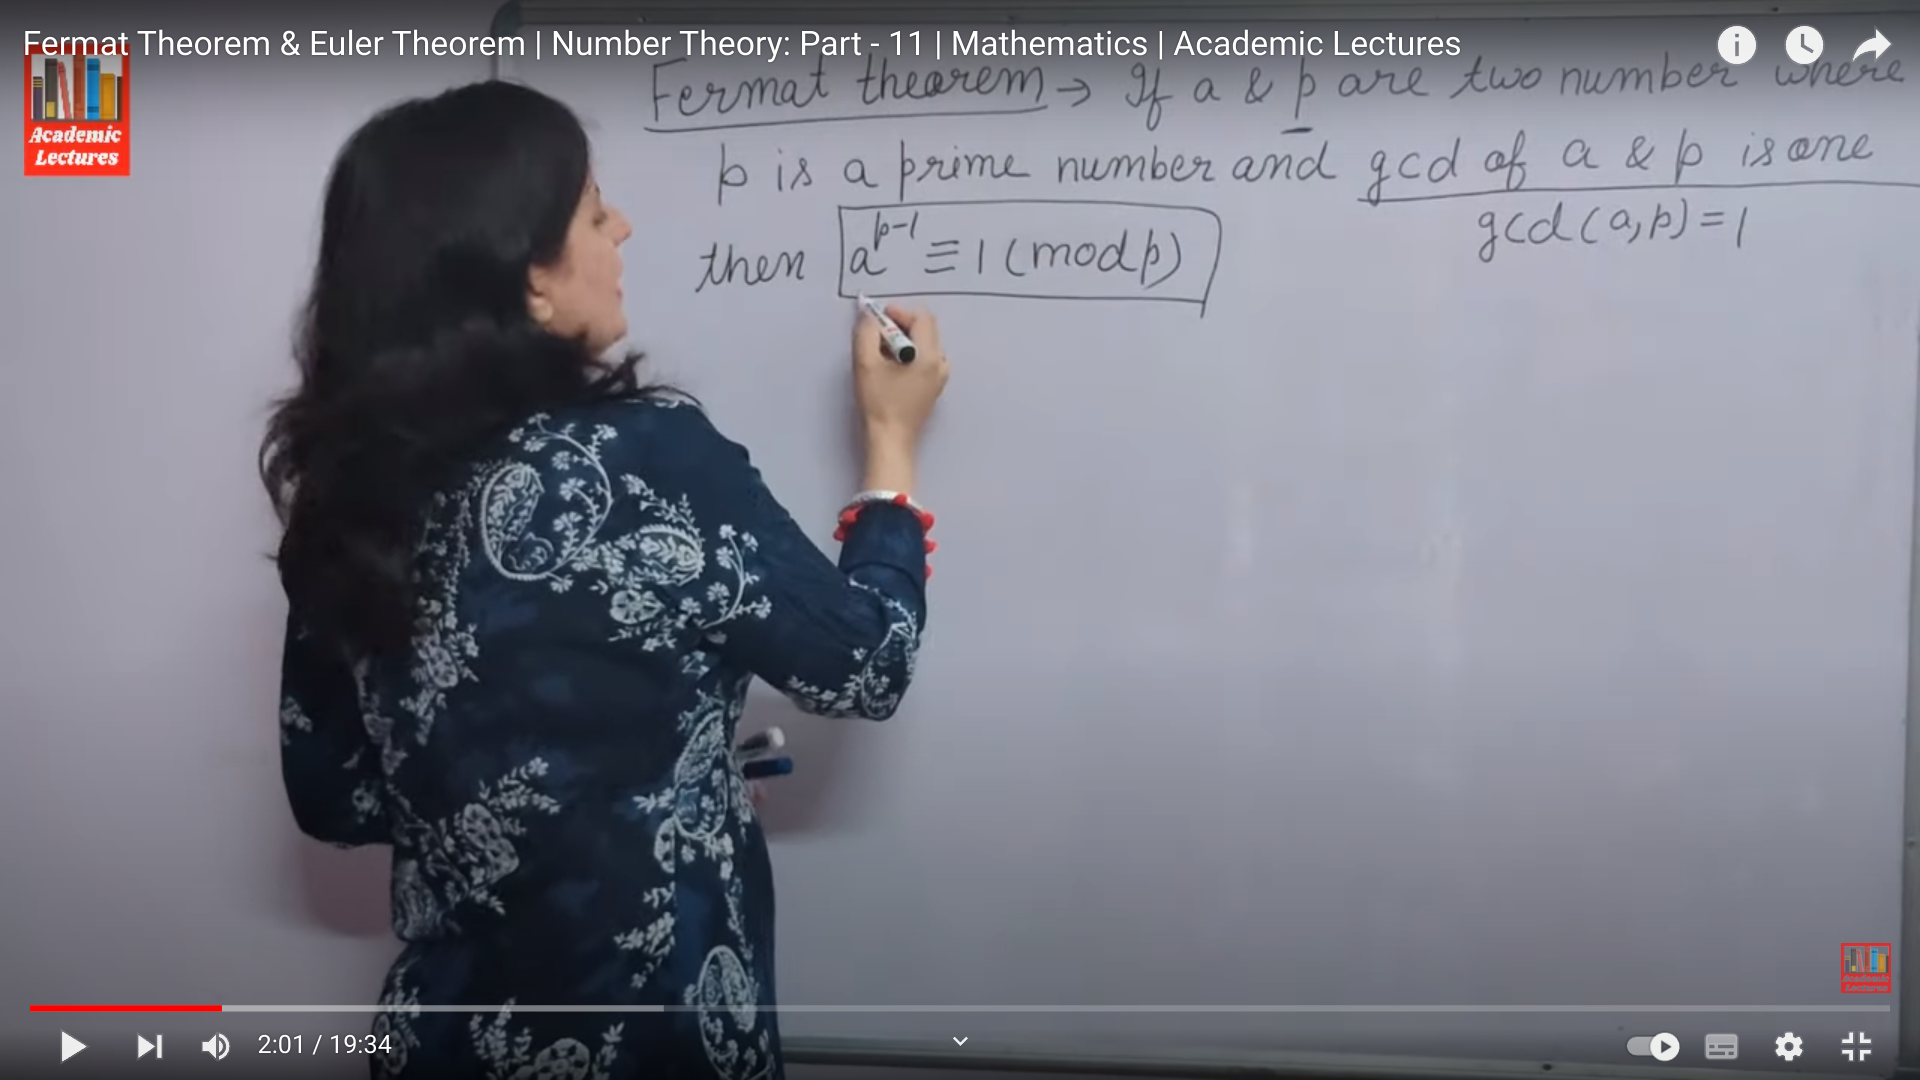 Fermat Theorem & Euler Theorem | Number Theory: Part - 11 | Mathematics | Academic Lectures
Academic
Lectures
Fermat theorem → If a & p are two number where
p is a prime number and gcd of a & p is one
gcd(a,p)=1
then a^{p-1} ≡ 1 (mod p)
Academic
Lectures
2:01 / 19:34